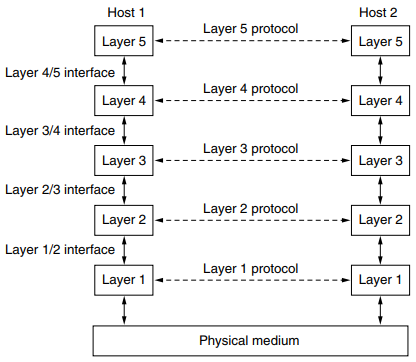 Host 1
Host 2
Layer 5
Layer 5 protocol
Layer 5
Layer 4/5 interface
Layer 4
Layer 4 protocol
Layer 4
Layer 3/4 interface
Layer 3
Layer 3 protocol
Layer 3
Layer 2/3 interface
Layer 2
Layer 2 protocol
Layer 2
Layer 1/2 interface
Layer 1
Layer 1 protocol
Layer 1
Physical medium